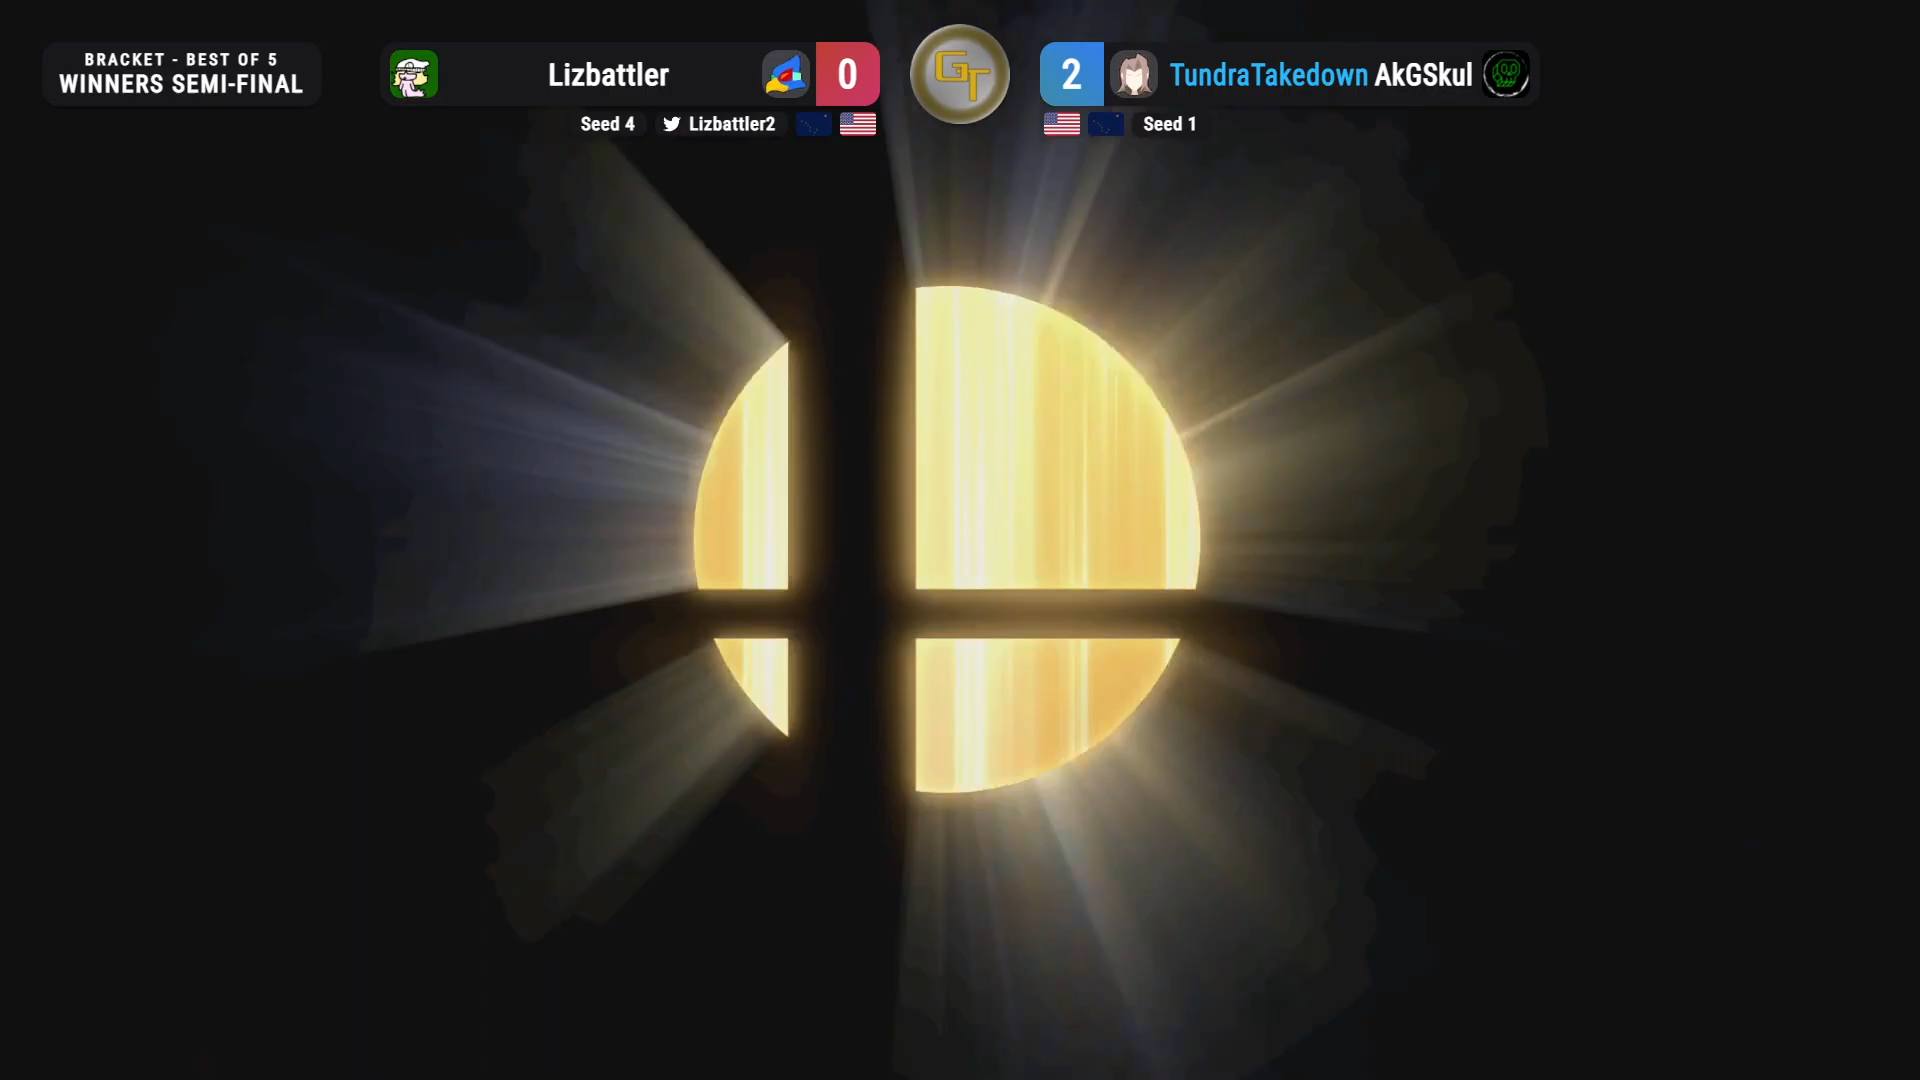 BRACKET - BEST OF 5
WINNERS SEMI-FINAL
Lizbattler
0
GT
2
TundraTakedown AkGSkul
Seed 4
Lizbattler2
Seed 1